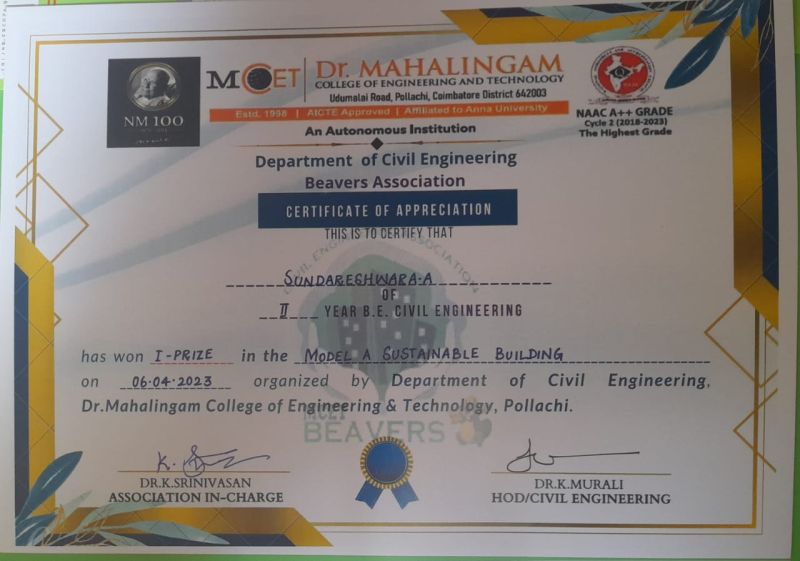 NM 100
MCET
Dr. MAHALINGAM
COLLEGE OF ENGINEERING AND TECHNOLOGY
Udumalai Road, Pollachi, Coimbatore District 642003
Estd. 1998 | AICTE Approved | Affiliated to Anna University
An Autonomous Institution
NAAC A++ GRADE
Cycle 2 (2018-2023)
The Highest Grade
Department of Civil Engineering
Beavers Association
CERTIFICATE OF APPRECIATION
THIS IS TO CERTIFY THAT
SUNDARESHWARA.A
OF
II YEAR B.E. CIVIL ENGINEERING
has won I-PRIZE in the MODEL A SUSTAINABLE BUILDING
on 06.04.2023 organized by Department of Civil Engineering,
Dr.Mahalingam College of Engineering & Technology, Pollachi.
MCET
BEAVERS
DR.K.SRINIVASAN
ASSOCIATION IN-CHARGE
DR.K.MURALI
HOD/CIVIL ENGINEERING